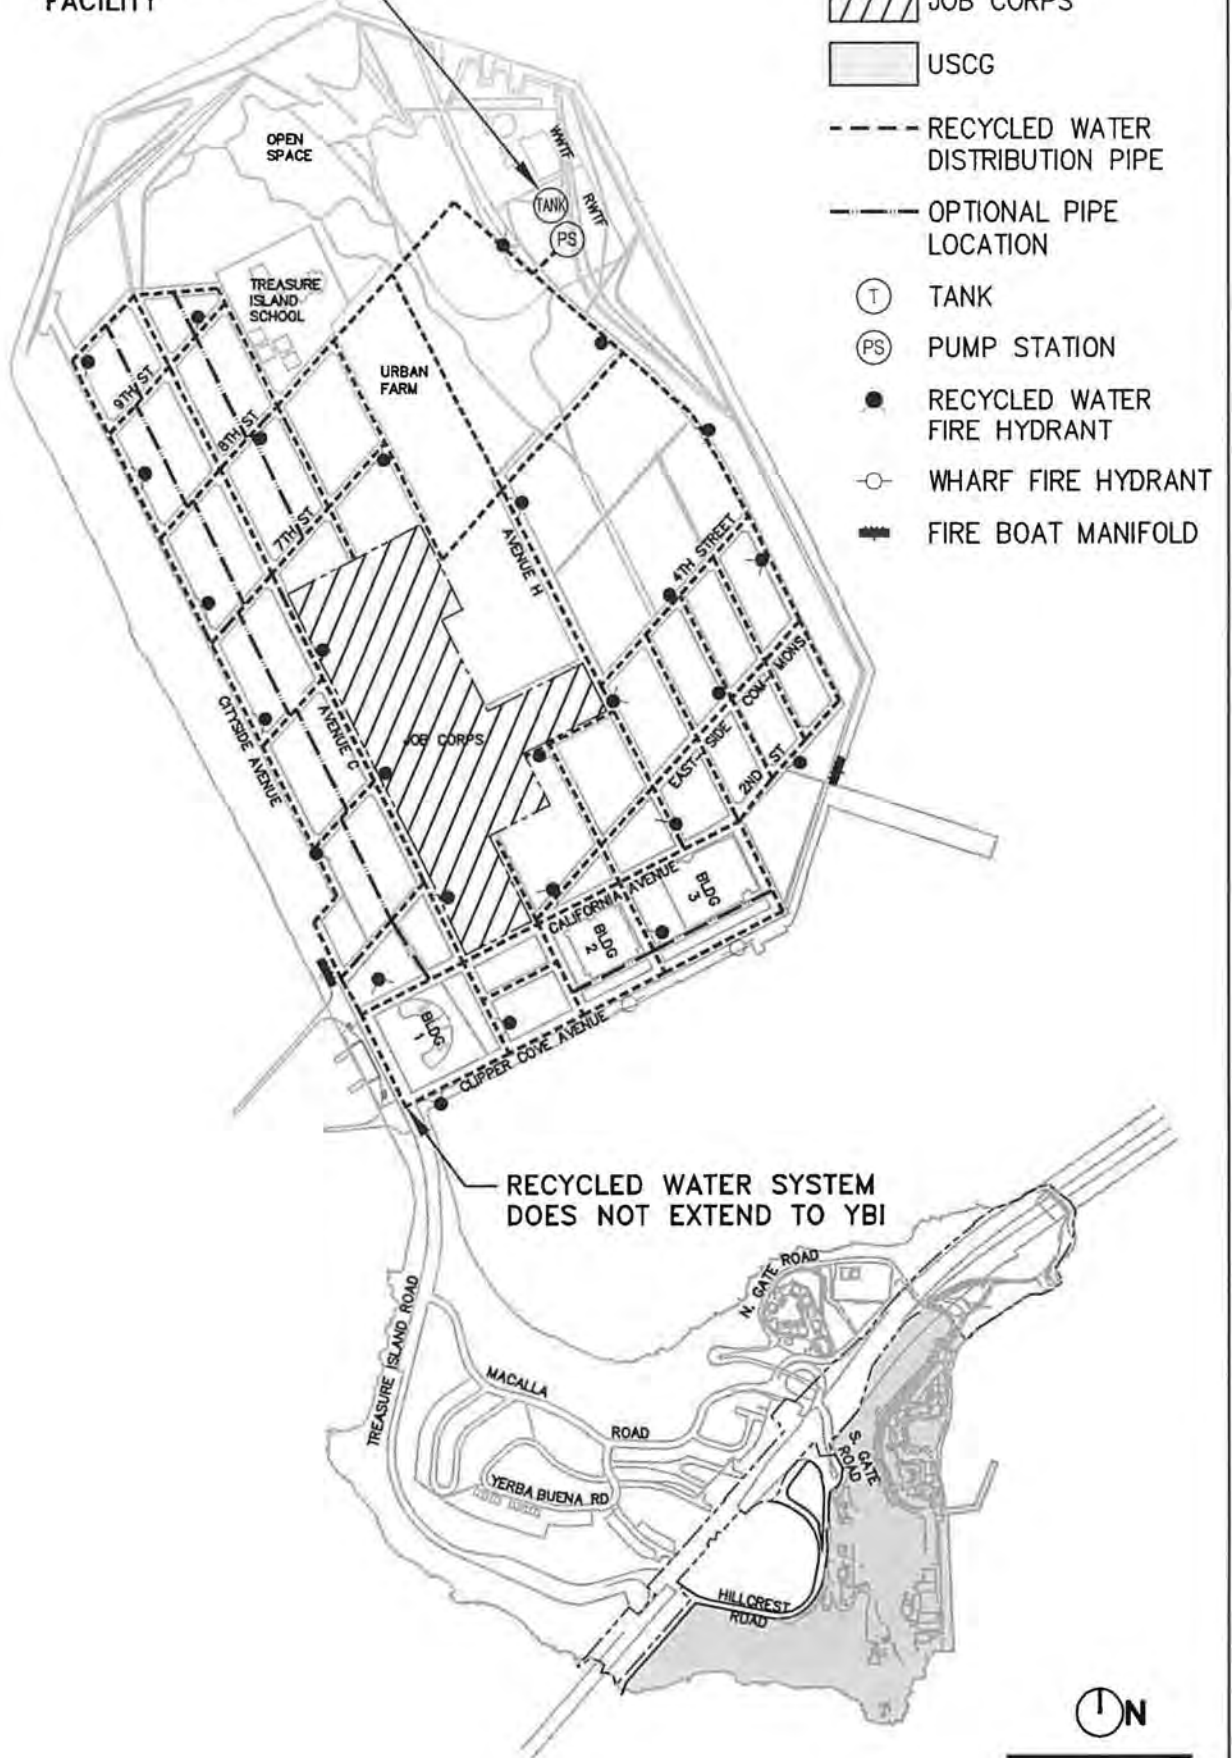 FACILITY
JOB CORPS
USCG
RECYCLED WATER
DISTRIBUTION PIPE
OPTIONAL PIPE
LOCATION
T
TANK
PS
PUMP STATION
RECYCLED WATER
FIRE HYDRANT
WHARF FIRE HYDRANT
FIRE BOAT MANIFOLD
OPEN
SPACE
WWTF
RWTF
TANK
PS
TREASURE
ISLAND
SCHOOL
URBAN
FARM
9TH ST
8TH ST
7TH ST
AVENUE H
4TH STREET
CITYSIDE AVENUE
AVENUE C
JOB CORPS
EAST SIDE COM MONS
2ND ST
CALIFORNIA AVENUE
BLDG
3
BLDG
2
BLDG
1
CLIPPER COVE AVENUE
RECYCLED WATER SYSTEM
DOES NOT EXTEND TO YBI
TREASURE ISLAND ROAD
N. GATE ROAD
MACALLA
ROAD
S. GATE
ROAD
YERBA BUENA RD
HILLCREST
ROAD
N